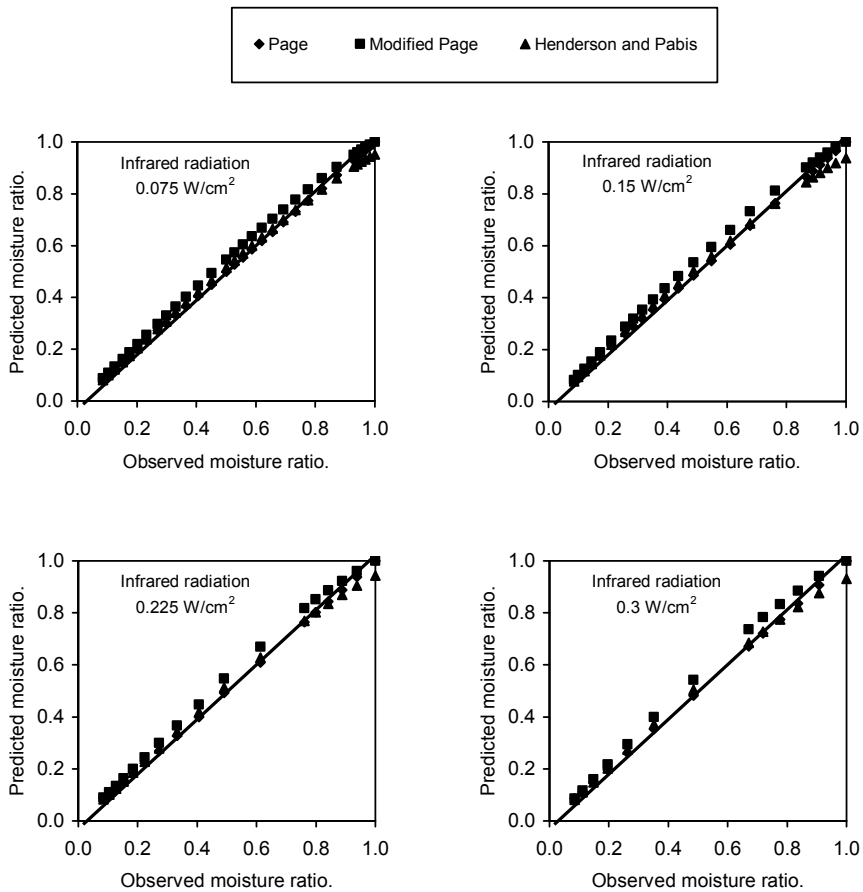 Page Modified Page Henderson and Pabis
Infrared radiation
0.075 W/cm²
Predicted moisture ratio.
1.0
0.8
0.6
0.4
0.2
0.0
0.0 0.2 0.4 0.6 0.8 1.0
Observed moisture ratio.
Infrared radiation
0.15 W/cm²
Predicted moisture ratio.
1.0
0.8
0.6
0.4
0.2
0.0
0.0 0.2 0.4 0.6 0.8 1.0
Observed moisture ratio.
Infrared radiation
0.225 W/cm²
Predicted moisture ratio.
1.0
0.8
0.6
0.4
0.2
0.0
0.0 0.2 0.4 0.6 0.8 1.0
Observed moisture ratio.
Infrared radiation
0.3 W/cm²
Predicted moisture ratio.
1.0
0.8
0.6
0.4
0.2
0.0
0.0 0.2 0.4 0.6 0.8 1.0
Observed moisture ratio.